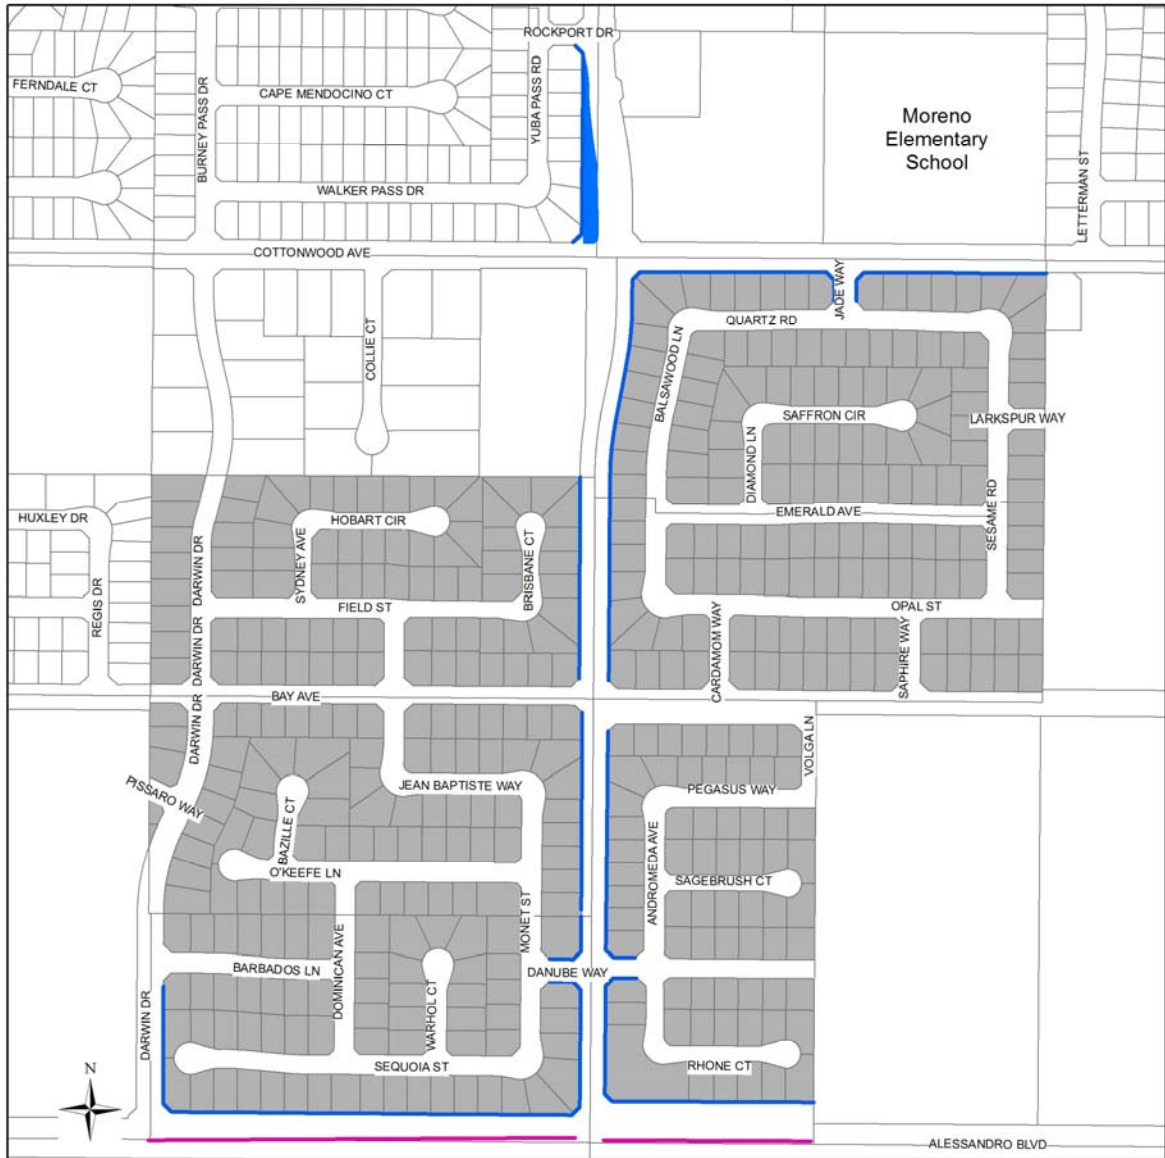 ROCKPORT DR
FERNDALE CT
BURNEY PASS DR
CAPE MENDOCINO CT
YUBA PASS RD
Moreno
Elementary
School
LETTERMAN ST
WALKER PASS DR
COTTONWOOD AVE
JADE WAY
QUARTZ RD
COLLIE CT
BALSAWOOD LN
SAFFRON CIR
LARKSPUR WAY
DIAMOND LN
HUXLEY DR
HOBART CIR
EMERALD AVE
SESAME RD
DARWIN DR
SYDNEY AVE
BRISBANE CT
REGIS DR
FIELD ST
OPAL ST
DARWIN DR
CARDAMOM WAY
SAPHIRE WAY
BAY AVE
DARWIN DR
VOLGA LN
PISSARO WAY
JEAN BAPTISTE WAY
PEGASUS WAY
BAZILLE CT
ANDROMEDA AVE
O'KEEFE LN
SAGEBRUSH CT
MONET ST
DOMINICAN AVE
BARBADOS LN
DANUBE WAY
WARHOL CT
DARWIN DR
SEQUOIA ST
RHONE CT
N
ALESSANDRO BLVD